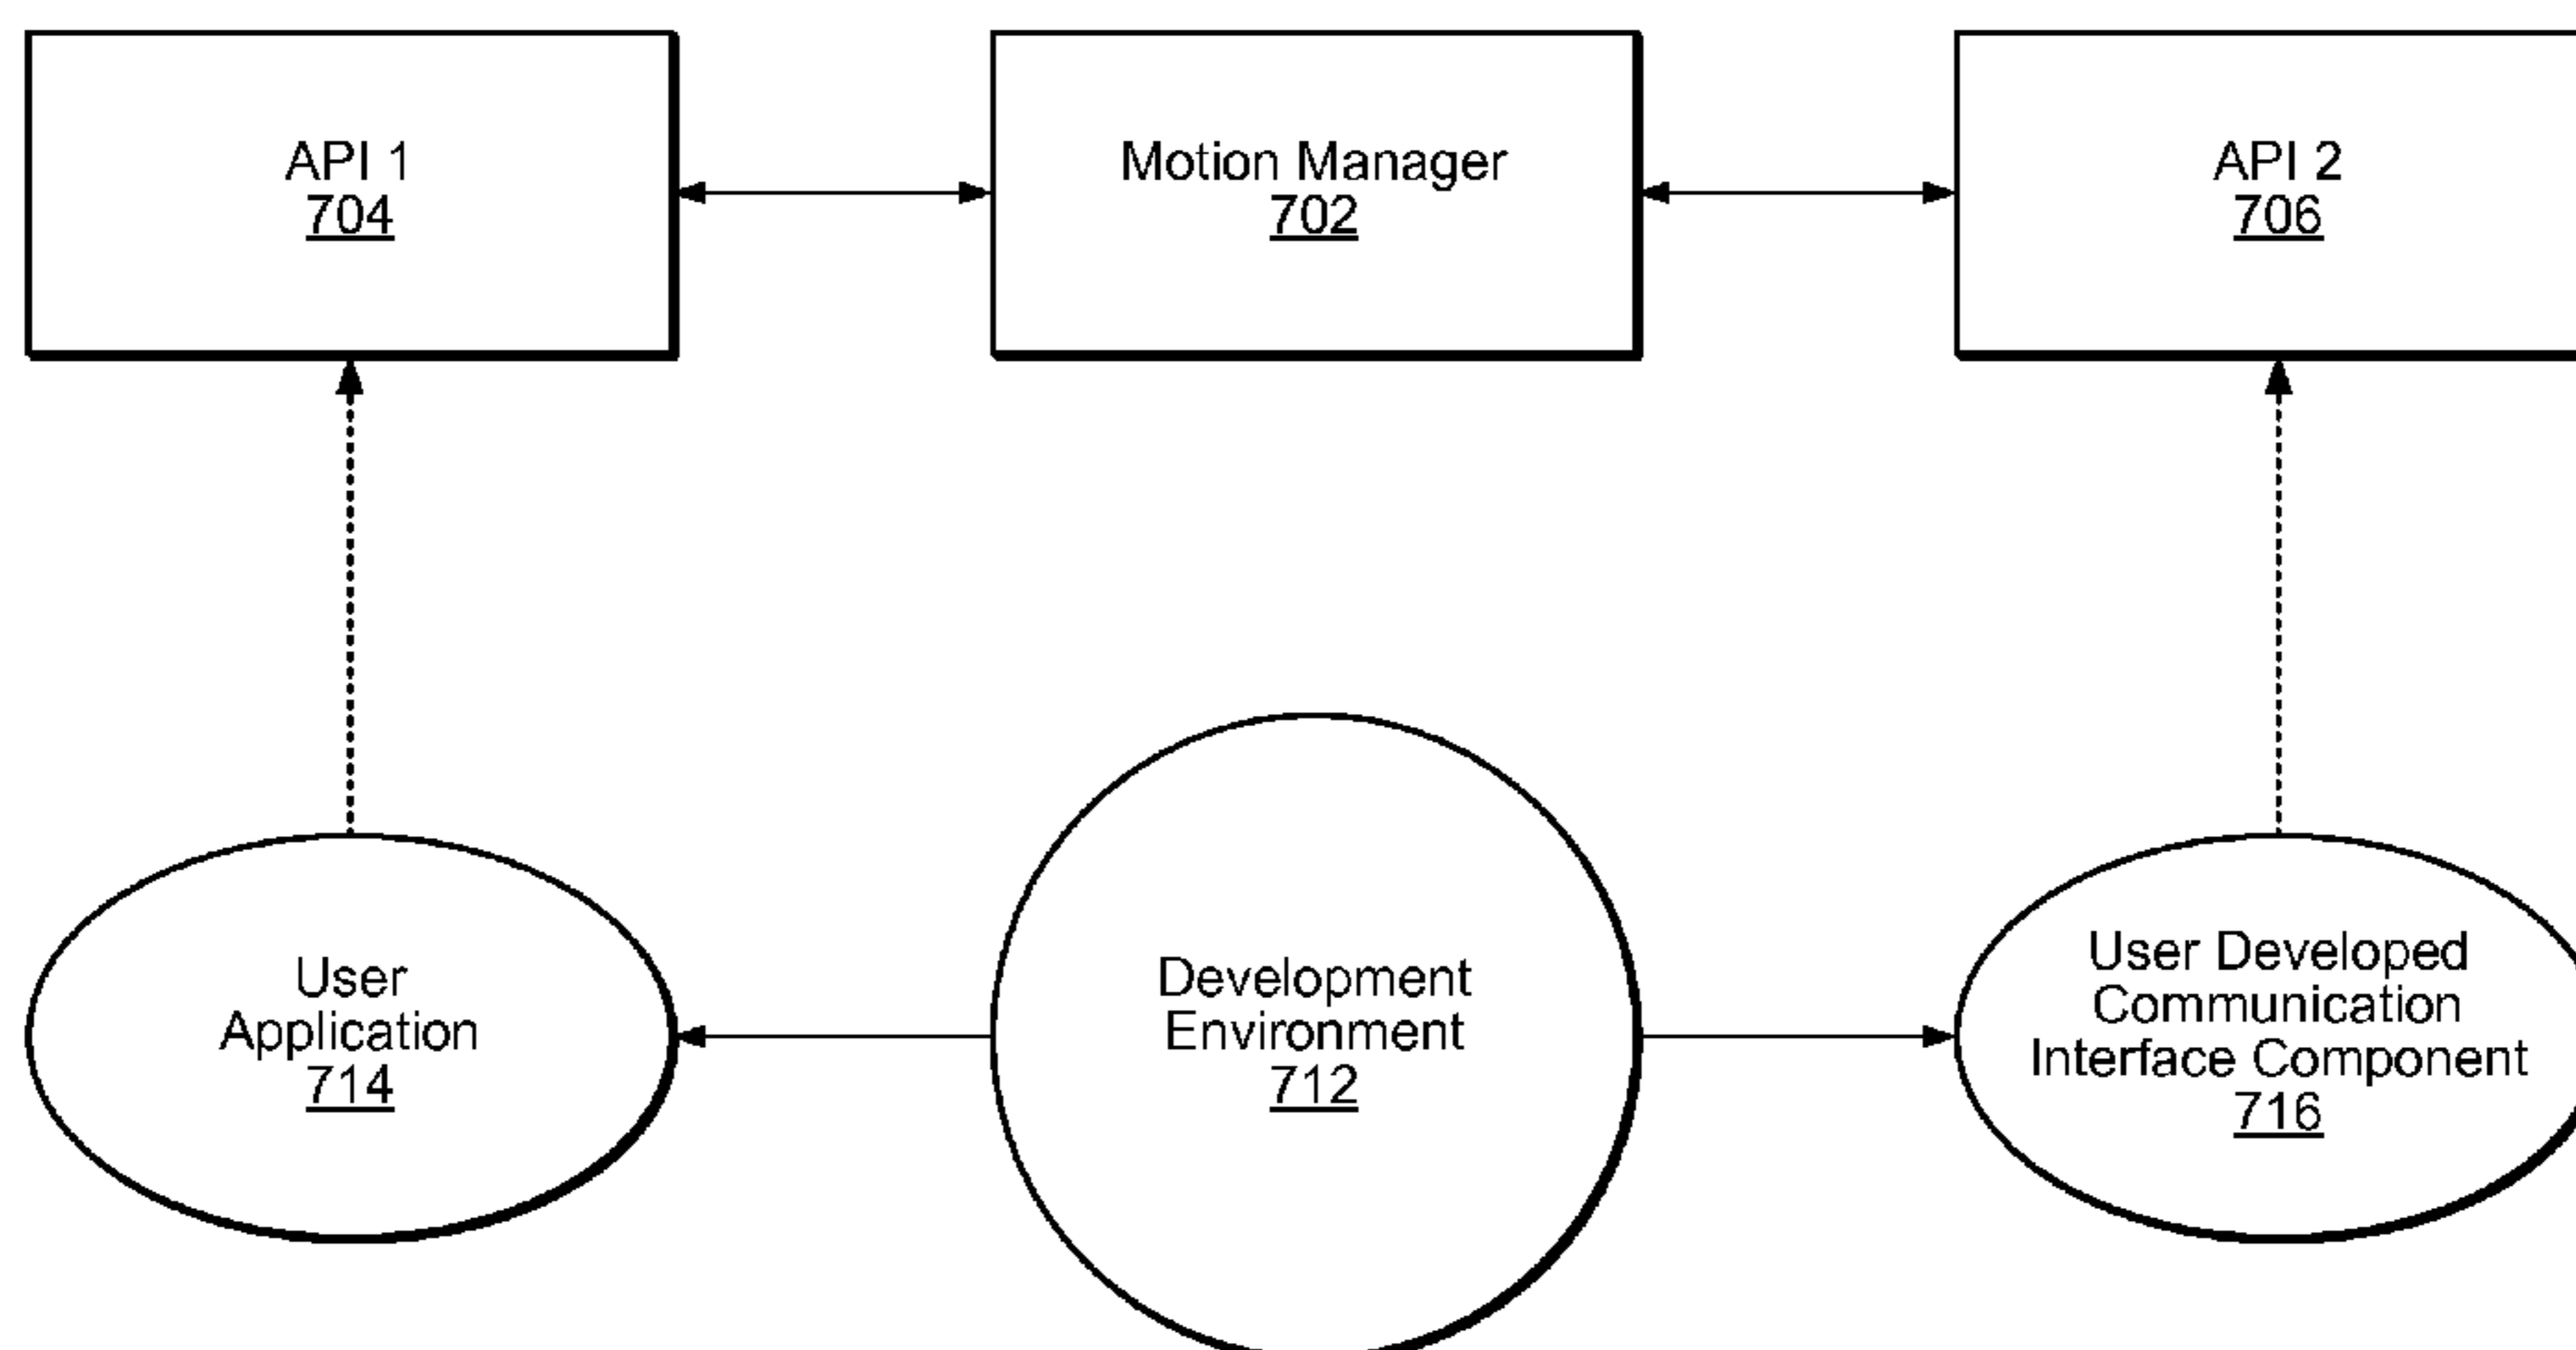 API 1
704
Motion Manager
702
API 2
706
User
Application
714
Development
Environment
712
User Developed
Communication
Interface Component
716